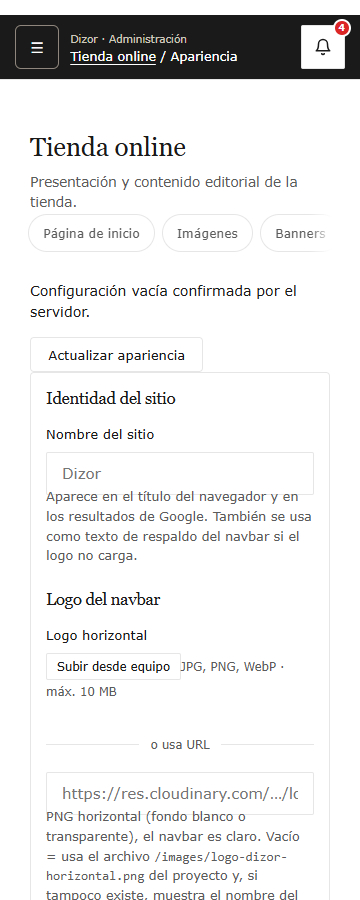 ☰
Dizor · Administración
Tienda online / Apariencia
4
Tienda online
Presentación y contenido editorial de la
tienda.
Página de inicio
Imágenes
Banners
Configuración vacía confirmada por el
servidor.
Actualizar apariencia
Identidad del sitio
Nombre del sitio
Dizor
Aparece en el título del navegador y en
los resultados de Google. También se usa
como texto de respaldo del navbar si el
logo no carga.
Logo del navbar
Logo horizontal
Subir desde equipo JPG, PNG, WebP ·
máx. 10 MB
o usa URL
https://res.cloudinary.com/…/lo
PNG horizontal (fondo blanco o
transparente), el navbar es claro. Vacío
= usa el archivo /images/logo-dizor-
horizontal.png del proyecto y, si
tampoco existe, muestra el nombre del